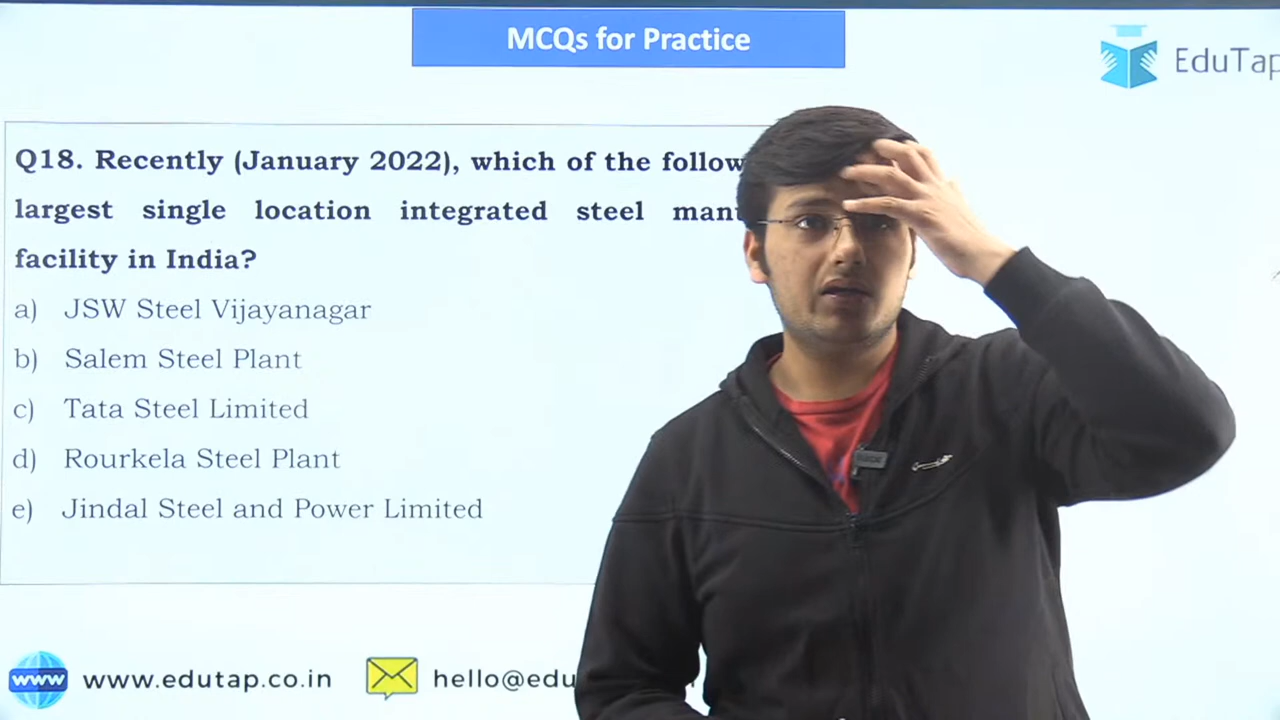 MCQs for Practice
EduTap
Q18. Recently (January 2022), which of the
largest single location integrated steel
facility in India?
a) JSW Steel Vijayanagar
b) Salem Steel Plant
c) Tata Steel Limited
d) Rourkela Steel Plant
e) Jindal Steel and Power Limited
www www.edutap.co.in hello@edu